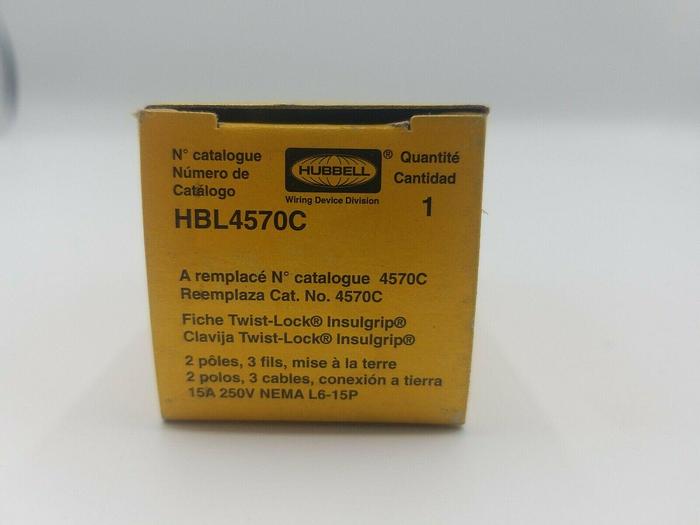 N° catalogue
Número de
Catálogo
HUBBELL®
Wiring Device Division
Quantité
Cantidad
1
HBL4570C
A remplacé N° catalogue 4570C
Reemplaza Cat. No. 4570C
Fiche Twist-Lock® Insulgrip®
Clavija Twist-Lock® Insulgrip®
2 pôles, 3 fils, mise à la terre
2 polos, 3 cables, conexión a tierra
15A 250V NEMA L6-15P